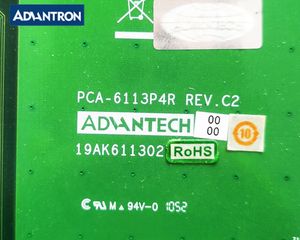 ADVANTRON
PCA-6113P4R REV.C2
ADVANTECH
00
00
10
19AK611302
RoHS
94V-0 1052